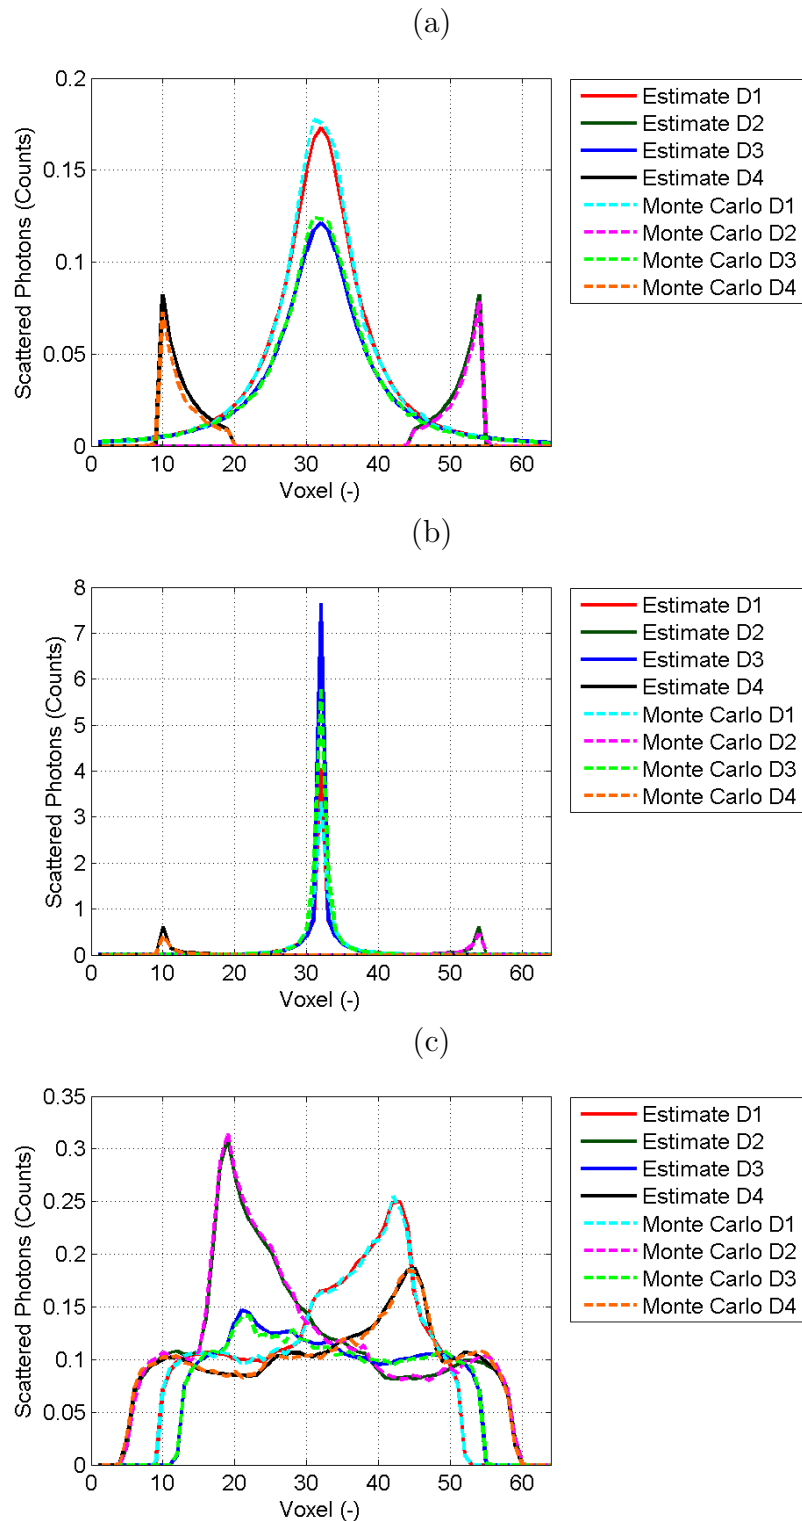 (a)
0.2
0.15
0.1
0.05
0
Scattered Photons (Counts)
10 20 30 40 50 60
Voxel (-)
Estimate D1
Estimate D2
Estimate D3
Estimate D4
Monte Carlo D1
Monte Carlo D2
Monte Carlo D3
Monte Carlo D4
(b)
8
7
6
5
4
3
2
1
0
Scattered Photons (Counts)
10 20 30 40 50 60
Voxel (-)
Estimate D1
Estimate D2
Estimate D3
Estimate D4
Monte Carlo D1
Monte Carlo D2
Monte Carlo D3
Monte Carlo D4
(c)
0.35
0.3
0.25
0.2
0.15
0.1
0.05
0
Scattered Photons (Counts)
10 20 30 40 50 60
Voxel (-)
Estimate D1
Estimate D2
Estimate D3
Estimate D4
Monte Carlo D1
Monte Carlo D2
Monte Carlo D3
Monte Carlo D4